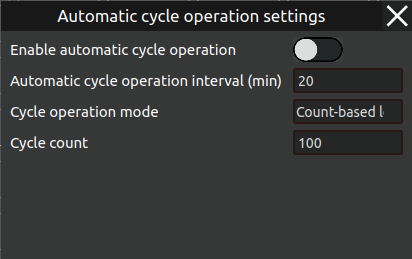 Automatic cycle operation settings
Enable automatic cycle operation
Automatic cycle operation interval (min) 20
Cycle operation mode Count-based l
Cycle count 100